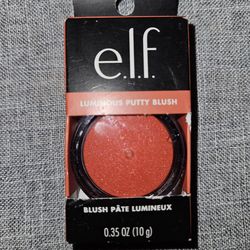 e.l.f.
LUMINOUS PUTTY BLUSH
BLUSH PÂTE LUMINEUX
0.35 OZ (10 g)